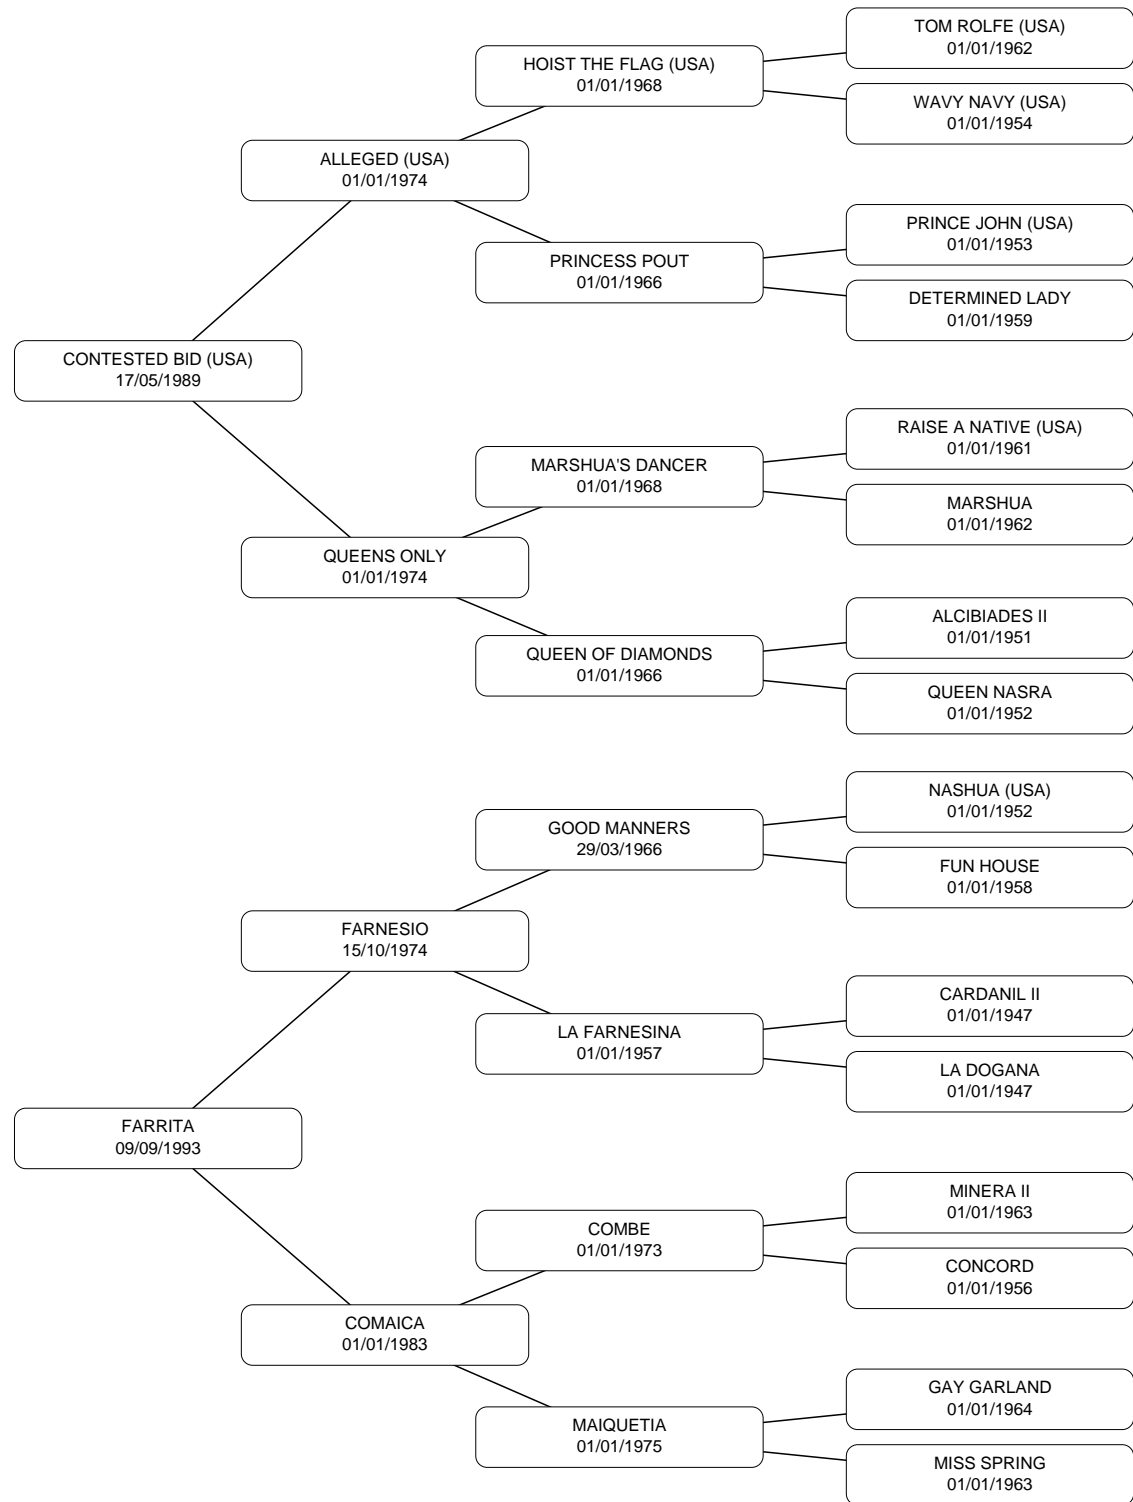 TOM ROLFE (USA)
01/01/1962
HOIST THE FLAG (USA)
01/01/1968
WAVY NAVY (USA)
01/01/1954
ALLEGED (USA)
01/01/1974
PRINCE JOHN (USA)
01/01/1953
PRINCESS POUT
01/01/1966
DETERMINED LADY
01/01/1959
CONTESTED BID (USA)
17/05/1989
RAISE A NATIVE (USA)
01/01/1961
MARSHUA'S DANCER
01/01/1968
MARSHUA
01/01/1962
QUEENS ONLY
01/01/1974
ALCIBIADES II
01/01/1951
QUEEN OF DIAMONDS
01/01/1966
QUEEN NASRA
01/01/1952
NASHUA (USA)
01/01/1952
GOOD MANNERS
29/03/1966
FUN HOUSE
01/01/1958
FARNESIO
15/10/1974
CARDANIL II
01/01/1947
LA FARNESINA
01/01/1957
LA DOGANA
01/01/1947
FARRITA
09/09/1993
MINERA II
01/01/1963
COMBE
01/01/1973
CONCORD
01/01/1956
COMAICA
01/01/1983
GAY GARLAND
01/01/1964
MAIQUETIA
01/01/1975
MISS SPRING
01/01/1963